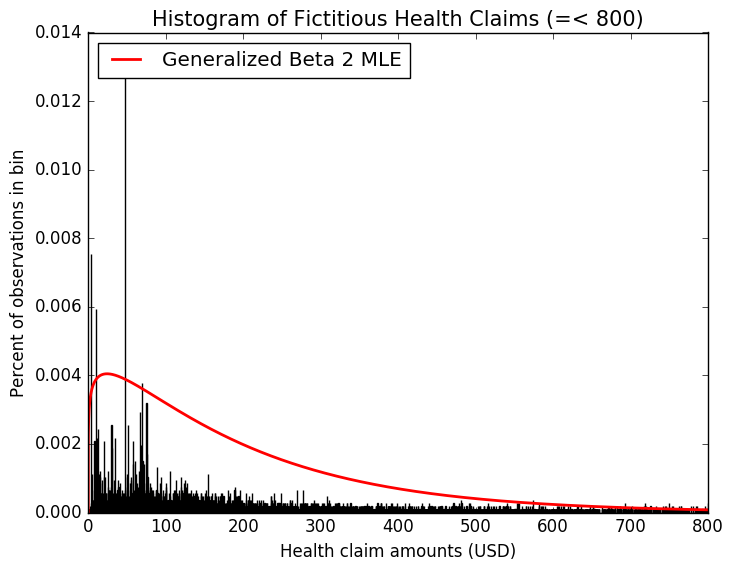 Histogram of Fictitious Health Claims (=< 800)
Generalized Beta 2 MLE
Percent of observations in bin
0.014
0.012
0.010
0.008
0.006
0.004
0.002
0.000
0 100 200 300 400 500 600 700 800
Health claim amounts (USD)